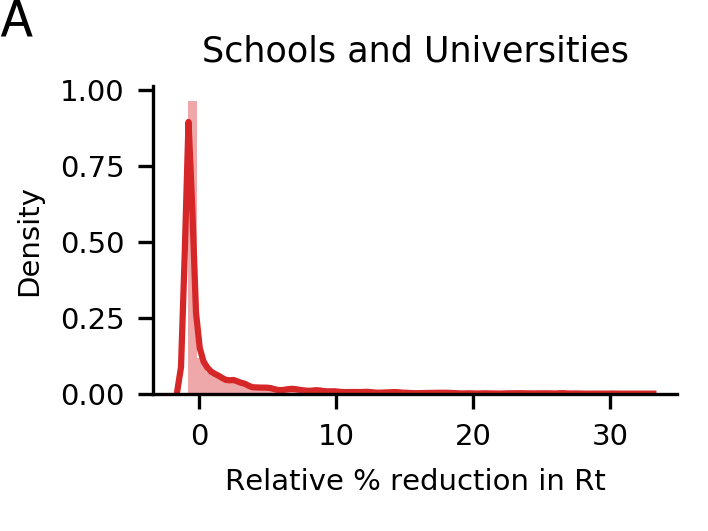 A
Schools and Universities
1.00
0.75
0.50
0.25
0.00
Density
0 10 20 30
Relative % reduction in Rt